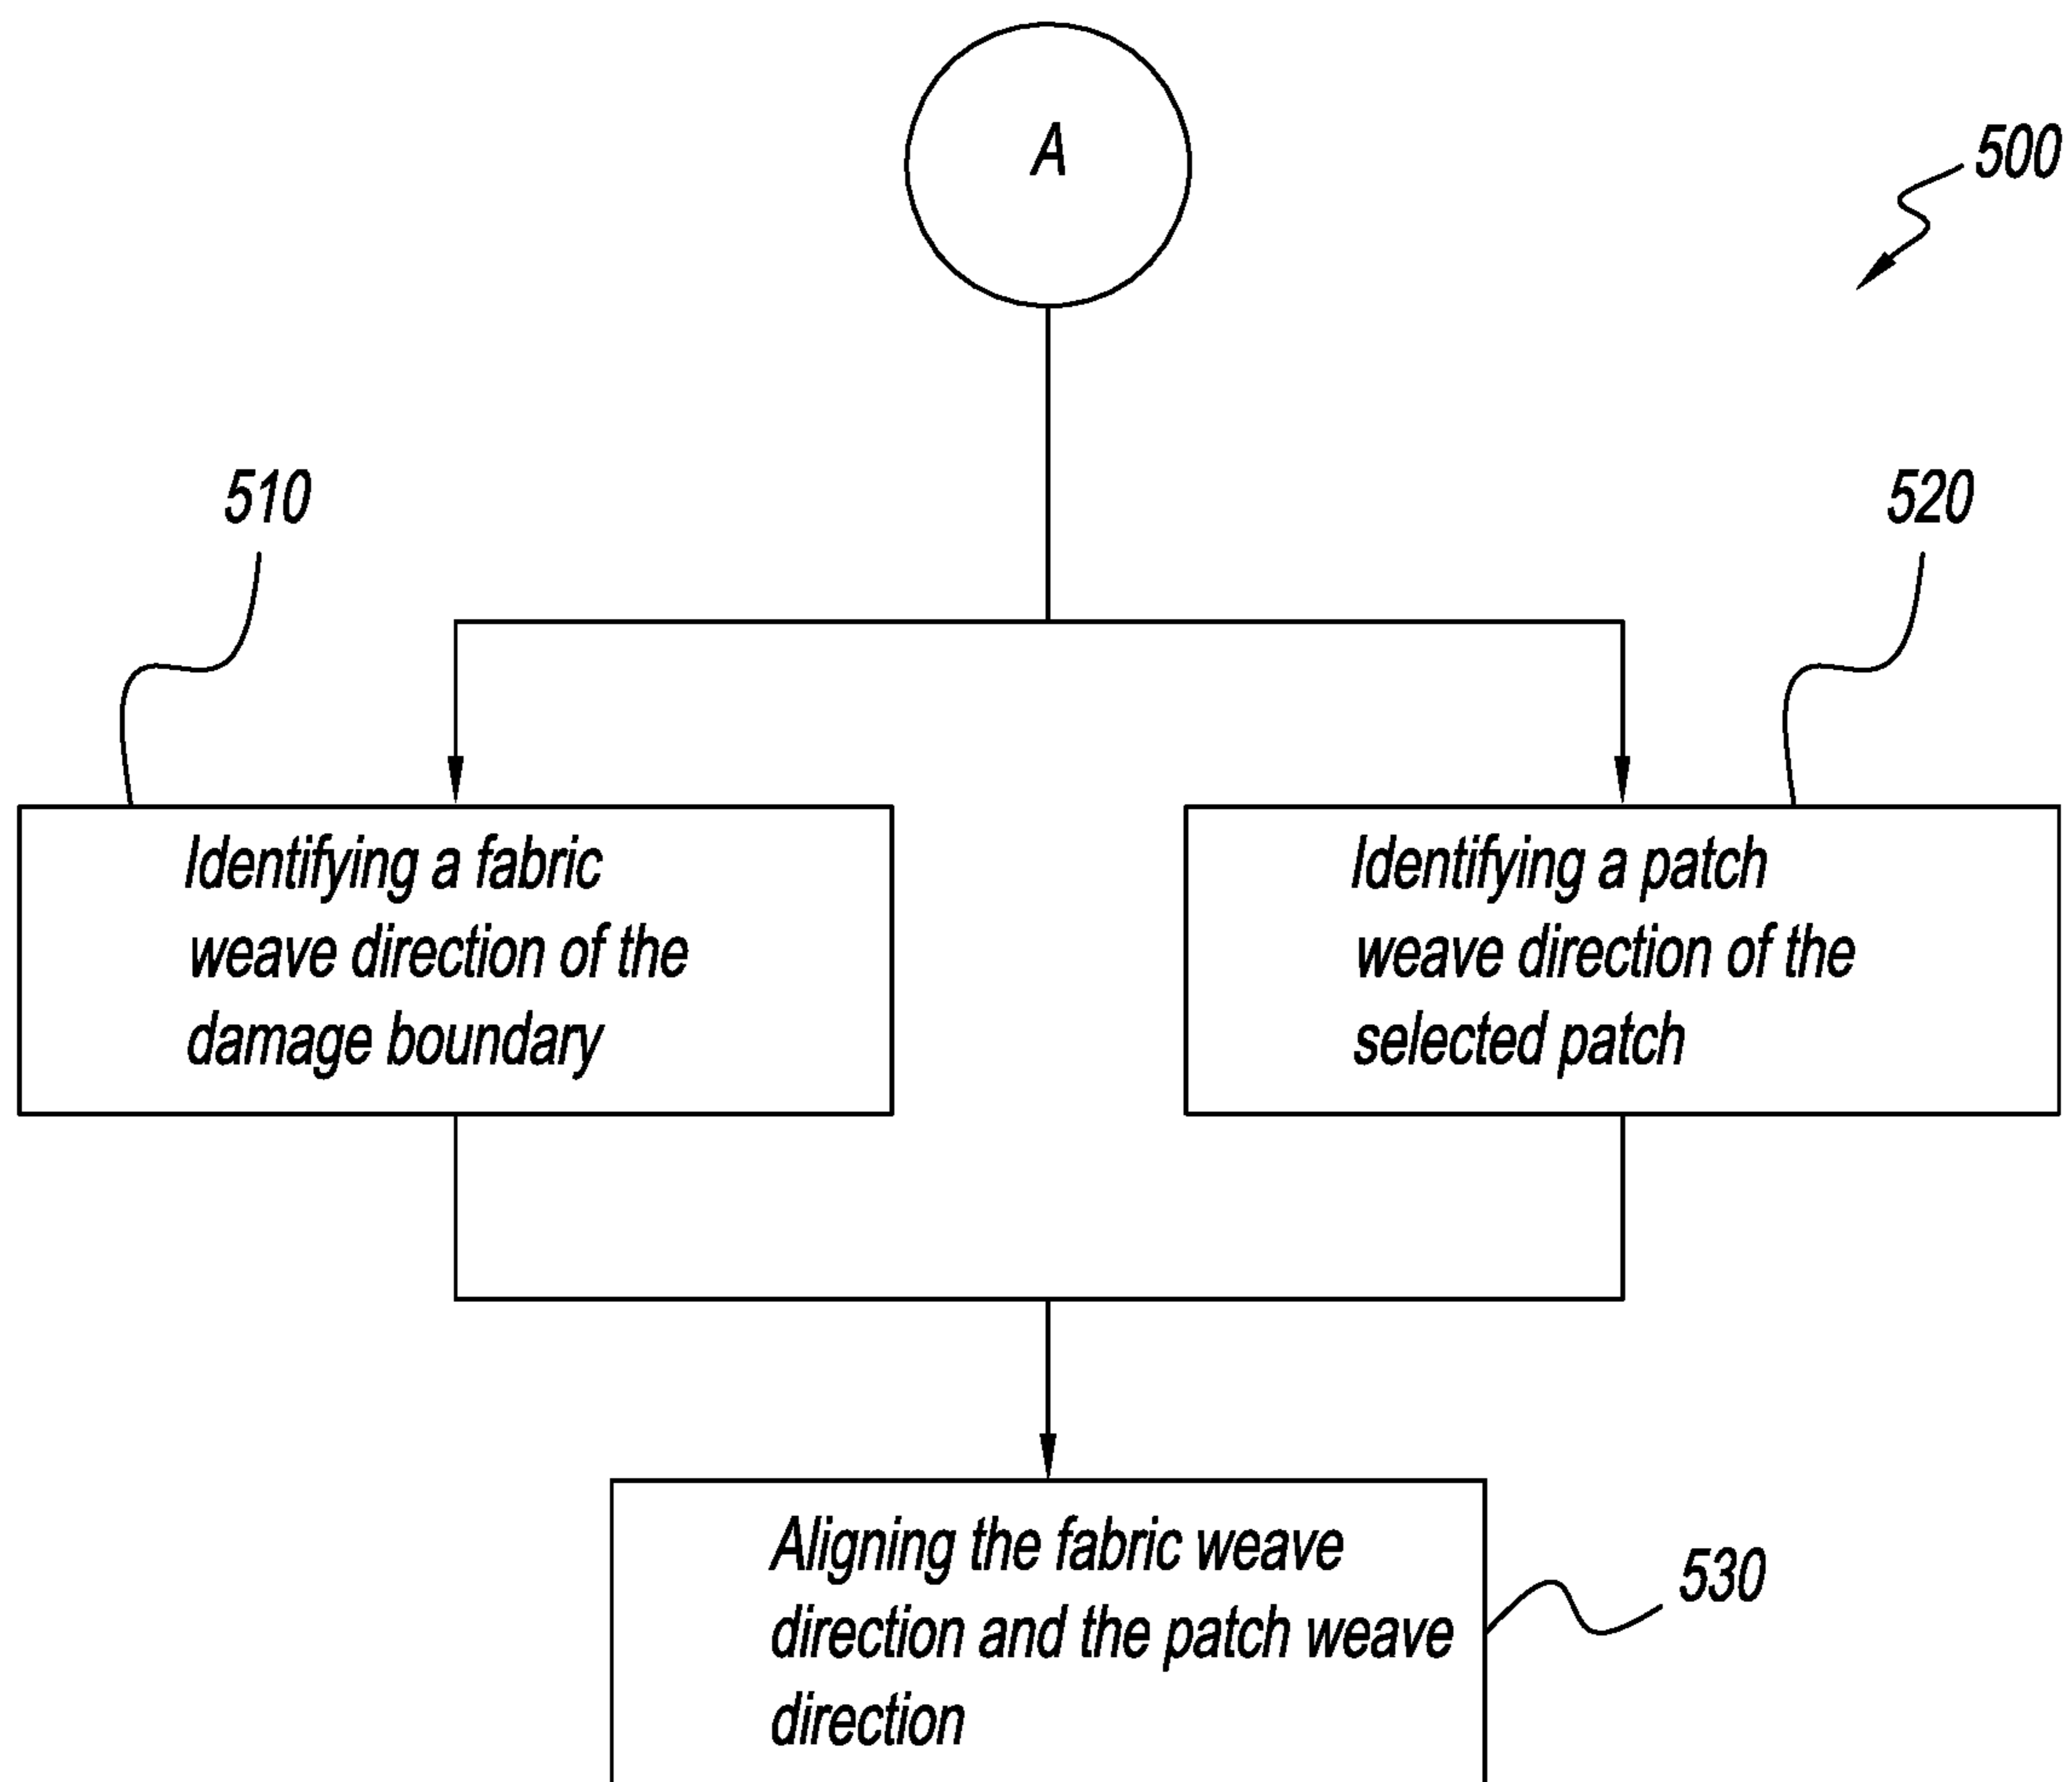 A
500
510
520
Identifying a fabric
weave direction of the
damage boundary
Identifying a patch
weave direction of the
selected patch
Aligning the fabric weave
direction and the patch weave
direction
530